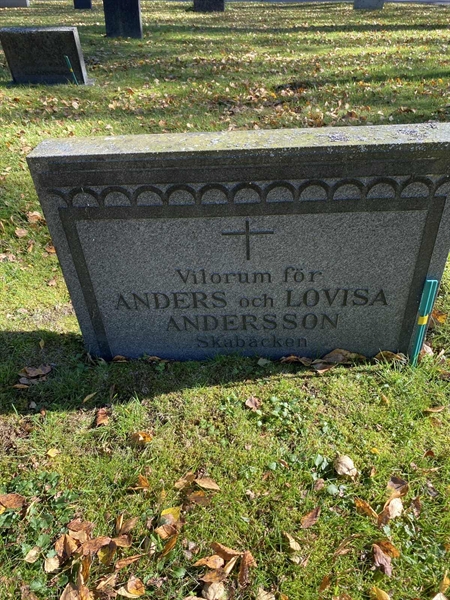 Vilorum för
ANDERS och LOVISA
ANDERSSON
Skabäcken